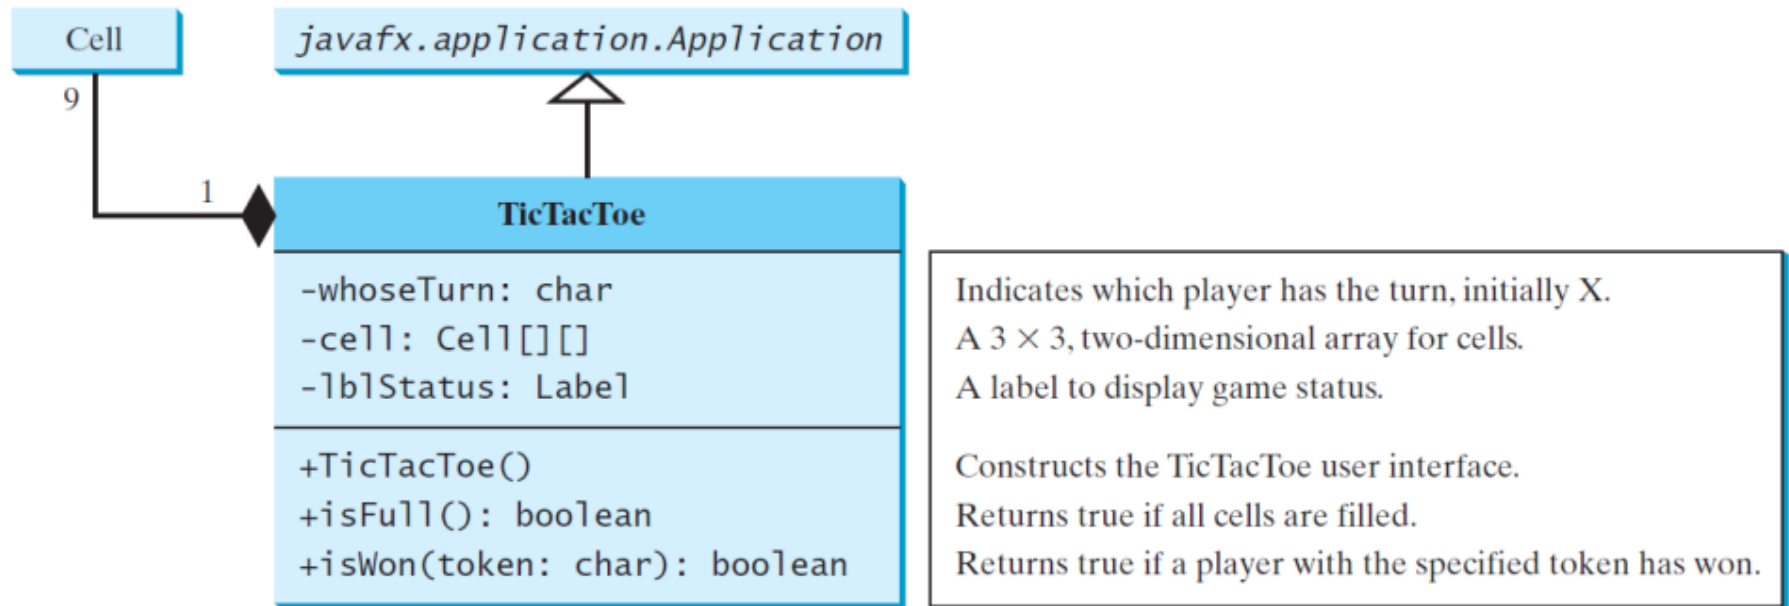 Cell
javafx.application.Application
9
1
TicTacToe
-whoseTurn: char
-cell: Cell[][]
-lblStatus: Label
+TicTacToe()
+isFull(): boolean
+isWon(token: char): boolean
Indicates which player has the turn, initially X.
A 3 × 3, two-dimensional array for cells.
A label to display game status.
Constructs the TicTacToe user interface.
Returns true if all cells are filled.
Returns true if a player with the specified token has won.